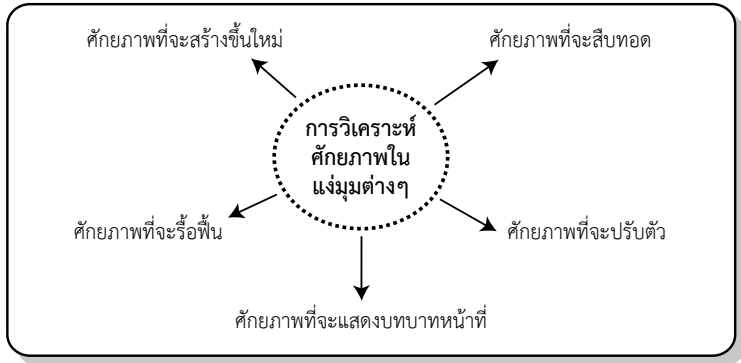 ศักยภาพที่จะสร้างขึ้นใหม่
ศักยภาพที่จะสืบทอด
การวิเคราะห์
ศักยภาพใน
แง่มุมต่างๆ
ศักยภาพที่จะรื้อฟื้น
ศักยภาพที่จะปรับตัว
ศักยภาพที่จะแสดงบทบาทหน้าที่